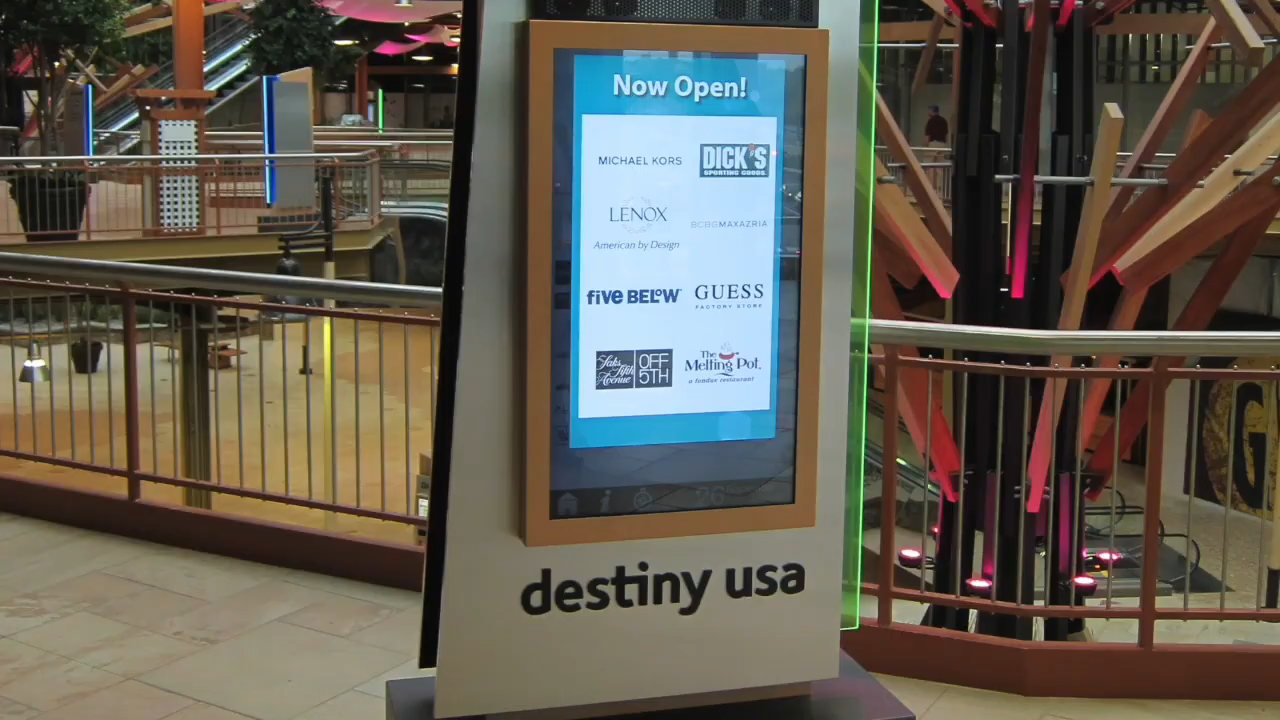 Now Open!
MICHAEL KORS
DICK'S
SPORTING GOODS
LENOX
American by Design
BCBGMAXAZRIA
five BELOW
GUESS
FACTORY STORE
Saks
Fifth
Avenue
OFF
5TH
The
Melting Pot.
a fondue restaurant
destiny usa
G